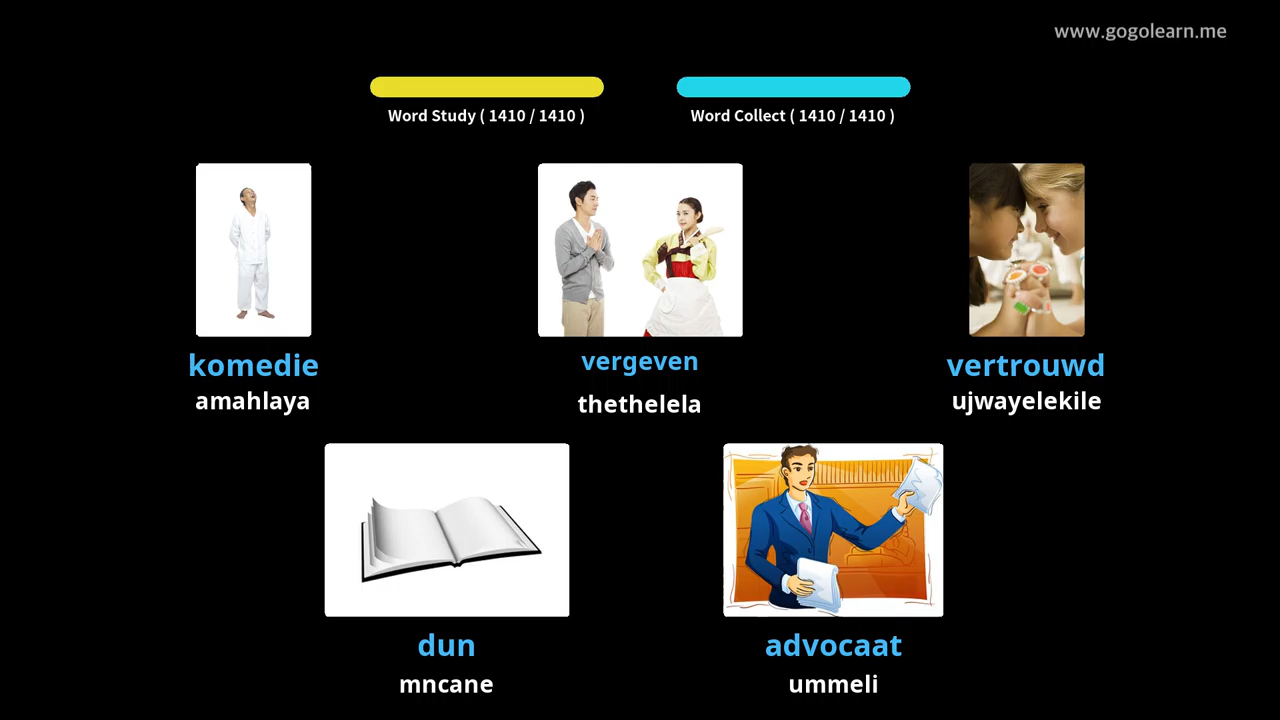 www.gogolearn.me
Word Study ( 1410 / 1410 )
Word Collect ( 1410 / 1410 )
komedie
amahlaya
vergeven
thethelela
vertrouwd
ujwayelekile
dun
mncane
advocaat
ummeli